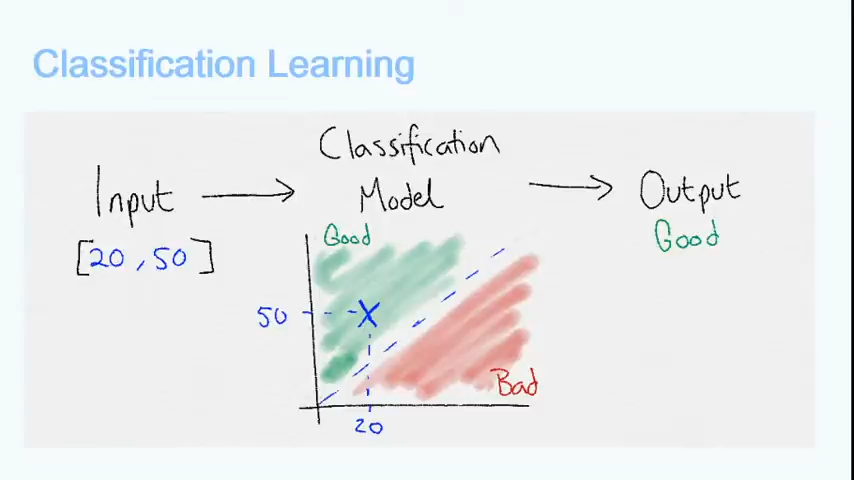 Classification Learning
Classification
Input
Model
Output
[20, 50]
Good
Good
50
Bad
20